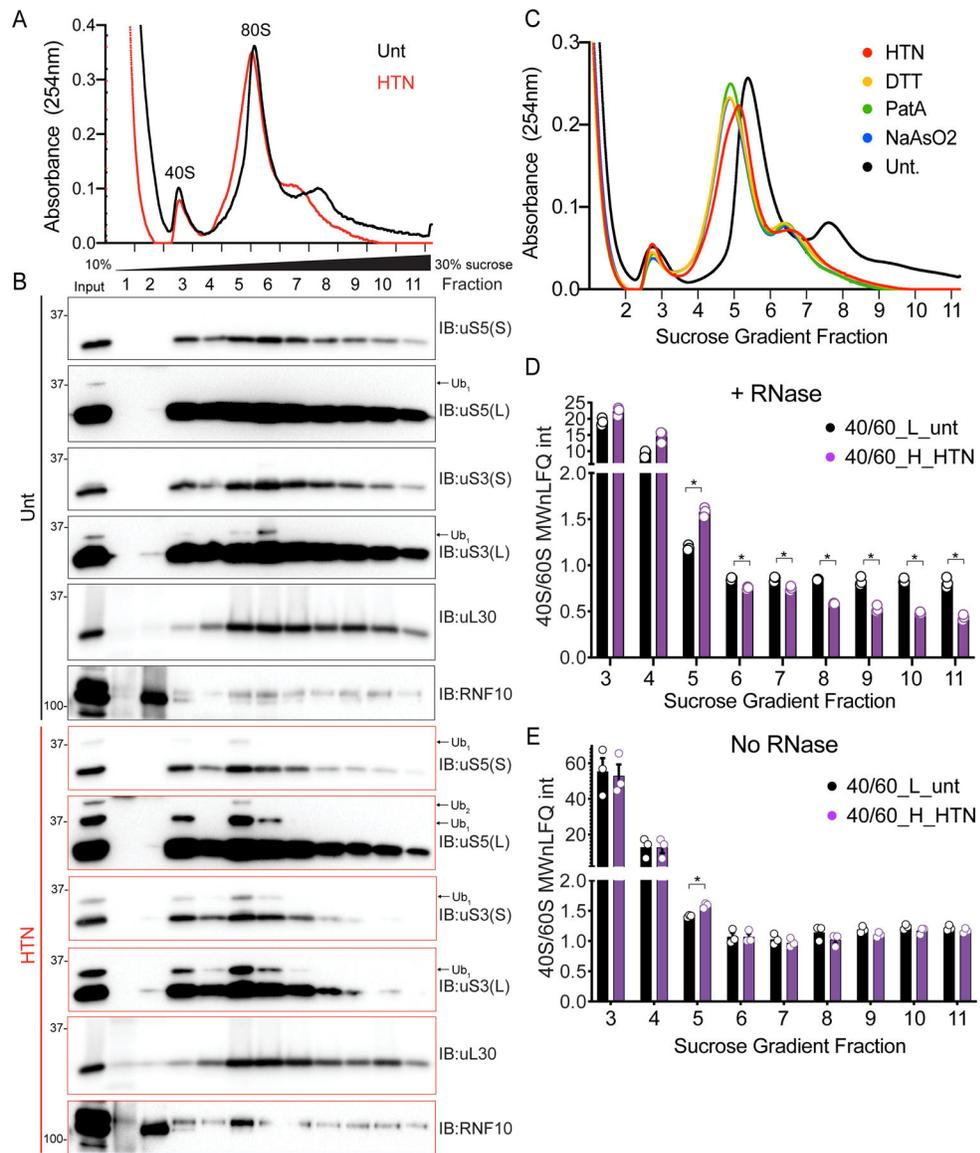 A
0.4
0.3
0.2
0.1
0.0
Absorbance (254nm)
80S
40S
Unt
HTN
10%
30% sucrose
B
Input 1 2 3 4 5 6 7 8 9 10 11 Fraction
Unt
37-
IB:uS5(S)
37-
←Ub1
IB:uS5(L)
37-
IB:uS3(S)
37-
←Ub1
IB:uS3(L)
37-
IB:uL30
100-
IB:RNF10
HTN
37-
←Ub1
IB:uS5(S)
37-
←Ub2
←Ub1
IB:uS5(L)
37-
←Ub1
IB:uS3(S)
37-
←Ub1
IB:uS3(L)
37-
IB:uL30
100-
IB:RNF10
C
0.3
0.2
0.1
0.0
Absorbance (254nm)
HTN
DTT
PatA
NaAsO2
Unt.
2 3 4 5 6 7 8 9 10 11
Sucrose Gradient Fraction
D
+ RNase
40/60_L_unt
40/60_H_HTN
40S/60S MWnLFQ int
25
20
15
10
2.0
1.5
1.0
0.5
0.0
* * * * * * *
3 4 5 6 7 8 9 10 11
Sucrose Gradient Fraction
E
No RNase
40/60_L_unt
40/60_H_HTN
40S/60S MWnLFQ int
60
40
20
2.0
1.5
1.0
0.5
0.0
*
3 4 5 6 7 8 9 10 11
Sucrose Gradient Fraction